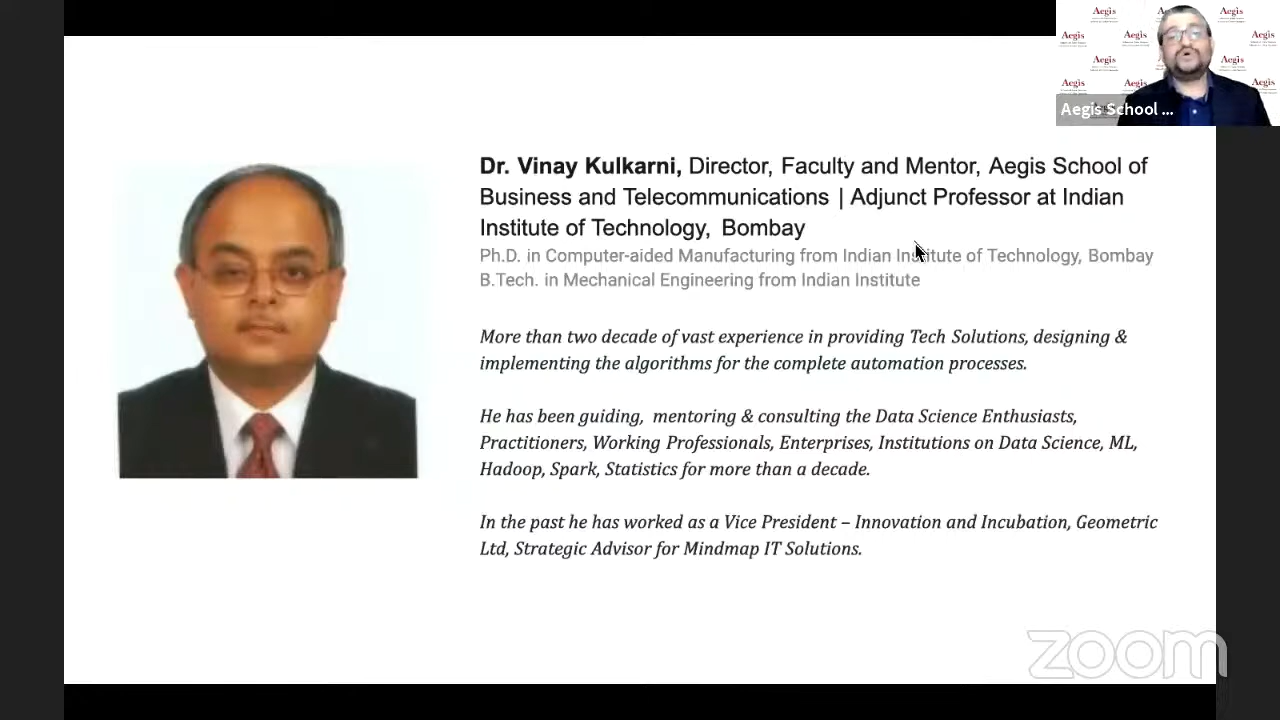 Aegis Aegis
Aegis Aegis Aegis
Aegis Aegis
Aegis Aegis Aegis
Aegis School ...
Dr. Vinay Kulkarni, Director, Faculty and Mentor, Aegis School of
Business and Telecommunications | Adjunct Professor at Indian
Institute of Technology, Bombay
Ph.D. in Computer-aided Manufacturing from Indian Institute of Technology, Bombay
B.Tech. in Mechanical Engineering from Indian Institute
More than two decade of vast experience in providing Tech Solutions, designing &
implementing the algorithms for the complete automation processes.
He has been guiding, mentoring & consulting the Data Science Enthusiasts,
Practitioners, Working Professionals, Enterprises, Institutions on Data Science, ML,
Hadoop, Spark, Statistics for more than a decade.
In the past he has worked as a Vice President – Innovation and Incubation, Geometric
Ltd, Strategic Advisor for Mindmap IT Solutions.
zoom